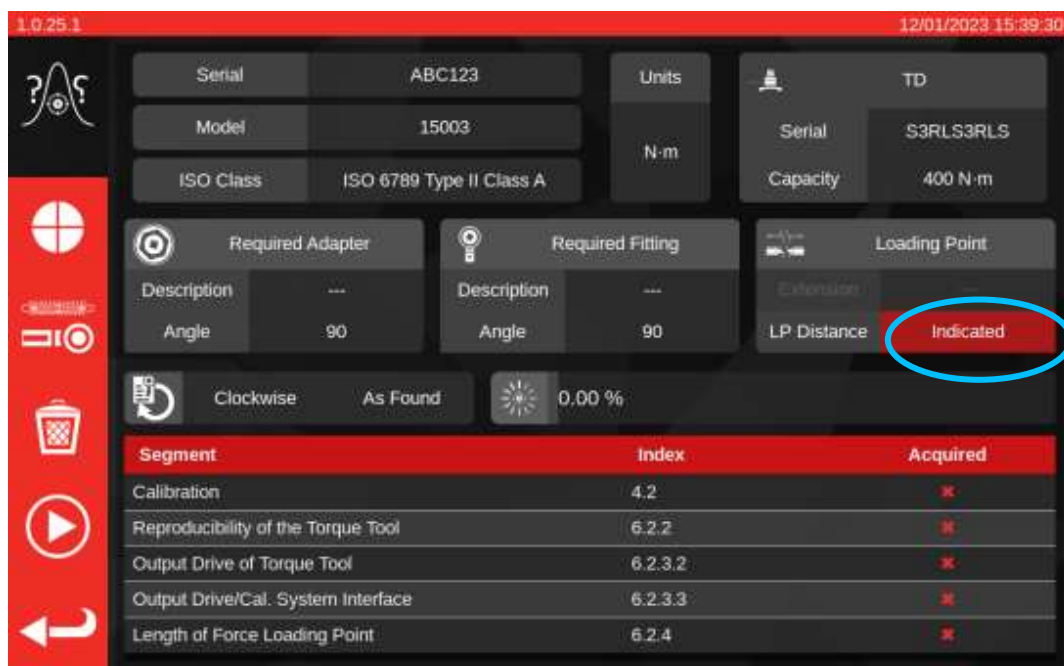 1.0.25.1 12/01/2023 15:39:30
Serial ABC123 Units TD
Model 15003 N·m Serial S3RLS3RLS
ISO Class ISO 6789 Type II Class A Capacity 400 N·m
Required Adapter Required Fitting Loading Point
Description --- Description --- Extension ---
Angle 90 Angle 90 LP Distance Indicated
Clockwise As Found 0.00 %
Segment Index Acquired
Calibration 4.2
Reproducibility of the Torque Tool 6.2.2
Output Drive of Torque Tool 6.2.3.2
Output Drive/Cal. System Interface 6.2.3.3
Length of Force Loading Point 6.2.4